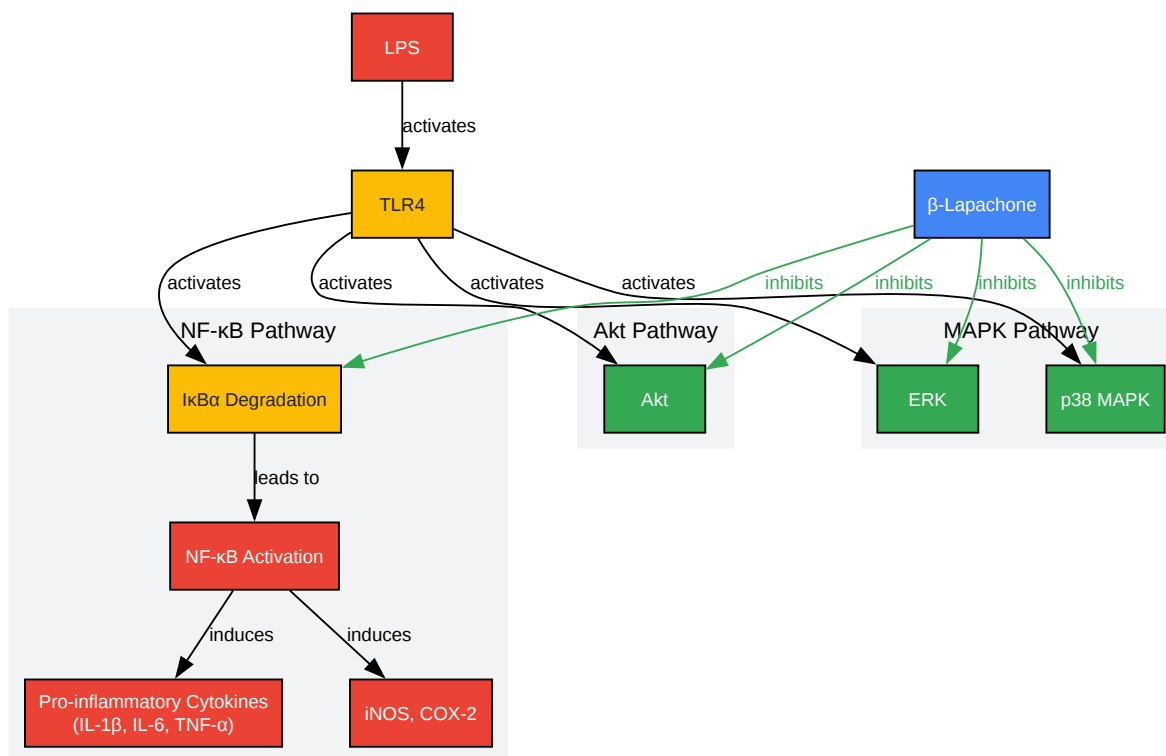 LPS
activates
TLR4
β-Lapachone
activates
activates
activates
activates
inhibits
inhibits
inhibits
inhibits
NF-κB Pathway
Akt Pathway
MAPK Pathway
IκBα Degradation
Akt
ERK
p38 MAPK
leads to
NF-κB Activation
induces
induces
Pro-inflammatory Cytokines
(IL-1β, IL-6, TNF-α)
iNOS, COX-2